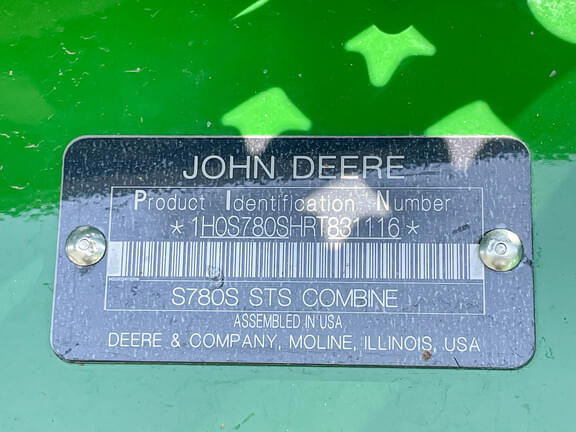 JOHN DEERE
Product Identification Number
*1H0S780SHRT831116*
S780S STS COMBINE
ASSEMBLED IN USA
DEERE & COMPANY, MOLINE, ILLINOIS, USA